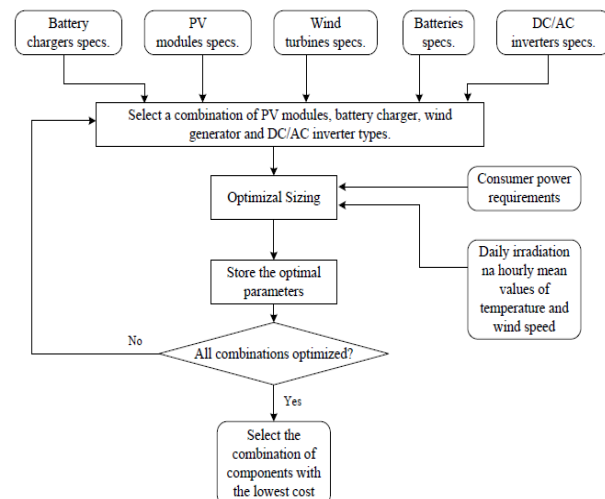 Battery
chargers specs.
PV
modules specs.
Wind
turbines specs.
Batteries
specs.
DC/AC
inverters specs.
Select a combination of PV modules, battery charger, wind
generator and DC/AC inverter types.
Optimizal Sizing
Consumer power
requirements
Daily irradiation
na hourly mean
values of
temperature and
wind speed
Store the optimal
parameters
No
All combinations optimized?
Yes
Select the
combination of
components with
the lowest cost